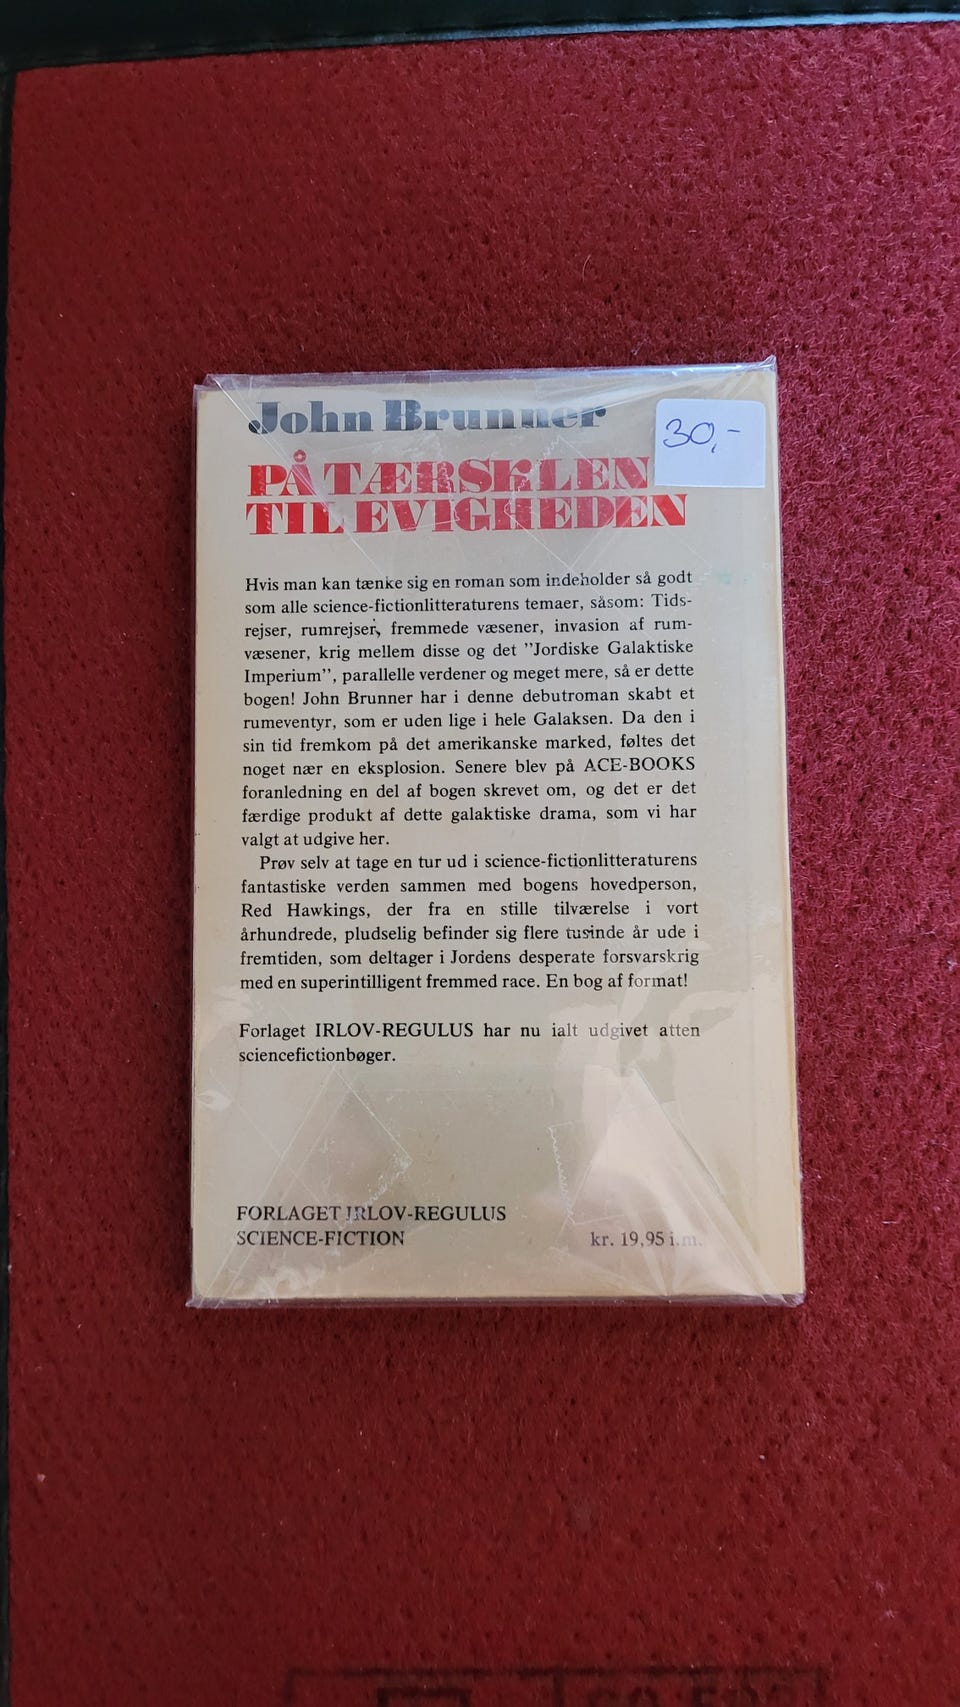 John Brunner
30,-
PÅ TÆRSKLEN
TIL EVIGHEDEN
Hvis man kan tænke sig en roman som indeholder så godt
som alle science-fictionlitteraturens temaer, såsom: Tids-
rejser, rumrejser, fremmede væsener, invasion af rum-
væsener, krig mellem disse og det "Jordiske Galaktiske
Imperium", parallelle verdener og meget mere, så er dette
bogen! John Brunner har i denne debutroman skabt et
rumeventyr, som er uden lige i hele Galaksen. Da den i
sin tid fremkom på det amerikanske marked, føltes det
noget nær en eksplosion. Senere blev på ACE-BOOKS
foranledning en del af bogen skrevet om, og det er det
færdige produkt af dette galaktiske drama, som vi har
valgt at udgive her.
Prøv selv at tage en tur ud i science-fictionlitteraturens
fantastiske verden sammen med bogens hovedperson,
Red Hawkings, der fra en stille tilværelse i vort
århundrede, pludselig befinder sig flere tusinde år ude i
fremtiden, som deltager i Jordens desperate forsvarskrig
med en superintilligent fremmed race. En bog af format!
Forlaget IRLOV-REGULUS har nu ialt udgivet atten
sciencefictionbøger.
FORLAGET IRLOV-REGULUS
SCIENCE-FICTION
kr. 19,95 i.m.